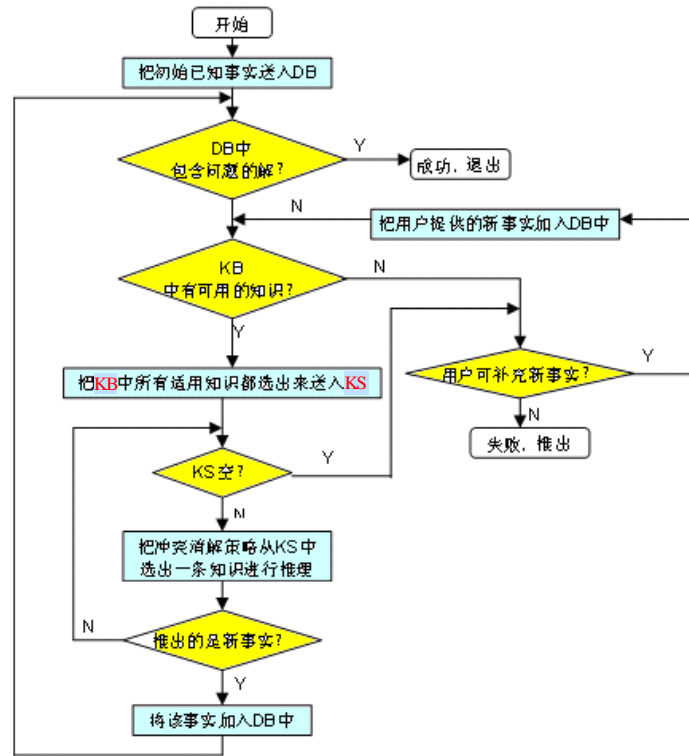 开始
把初始已知事实送入DB
DB中
包含问题的解?
Y
成功，退出
N
把用户提供的新事实加入DB中
KB
中有可用的知识?
N
Y
把KB中所有适用知识都选出来送入KS
用户可补充新事实?
Y
N
失败，推出
KS空?
Y
N
把冲突消解策略从KS中
选出一条知识进行推理
推出的是新事实?
N
Y
将该事实加入DB中